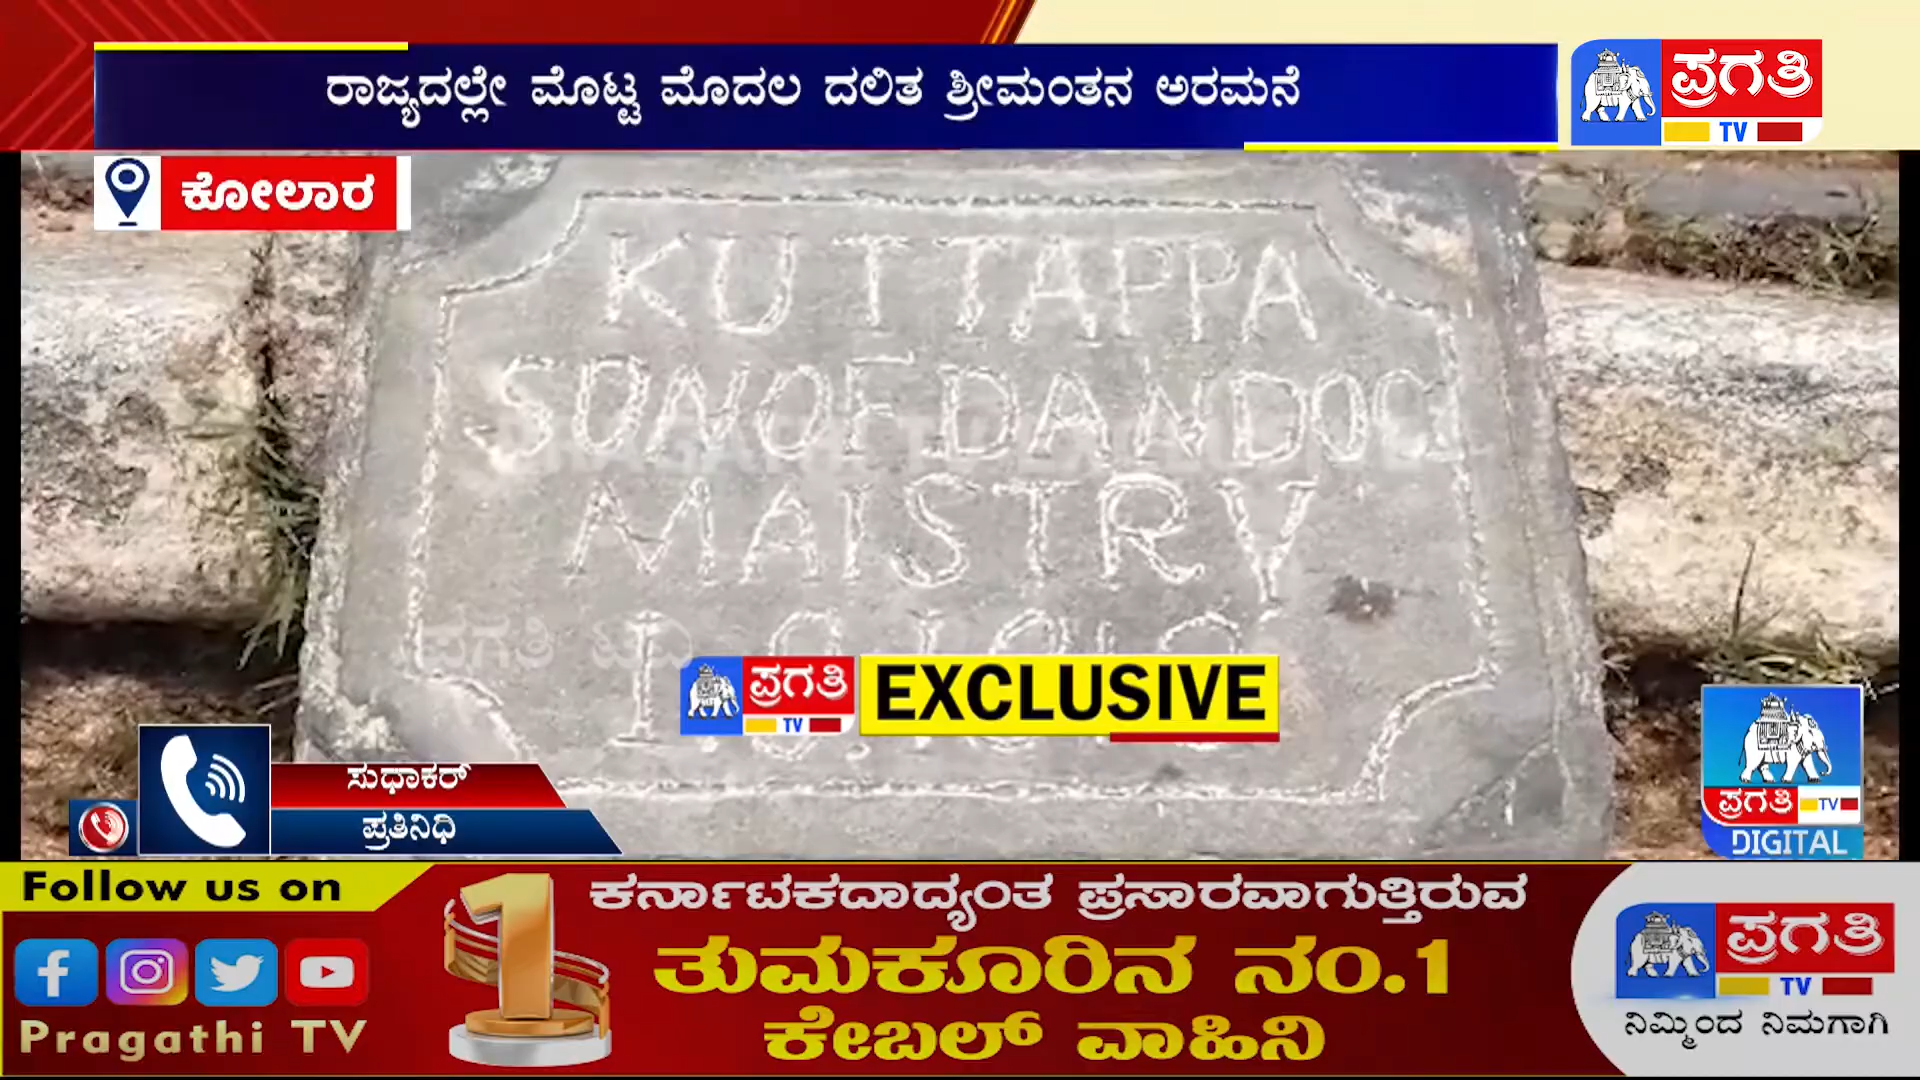 ರಾಜ್ಯದಲ್ಲೇ ಮೊಟ್ಟ ಮೊದಲ ದಲಿತ ಶ್ರೀಮಂತನ ಅರಮನೆ
ಪ್ರಗತಿ
TV
ಕೋಲಾರ
KUTTAPPA
SON OF DANDOO
MAISTRY
ಪ್ರಗತಿ
TV
EXCLUSIVE
ಸುಧಾಕರ್
ಪ್ರತಿನಿಧಿ
ಪ್ರಗತಿ TV
DIGITAL
Follow us on
Pragathi TV
1
ಕರ್ನಾಟಕದಾದ್ಯಂತ ಪ್ರಸಾರವಾಗುತ್ತಿರುವ
ತುಮಕೂರಿನ ನಂ.1
ಕೇಬಲ್ ವಾಹಿನಿ
ಪ್ರಗತಿ
TV
ನಿಮ್ಮಿಂದ ನಿಮಗಾಗಿ